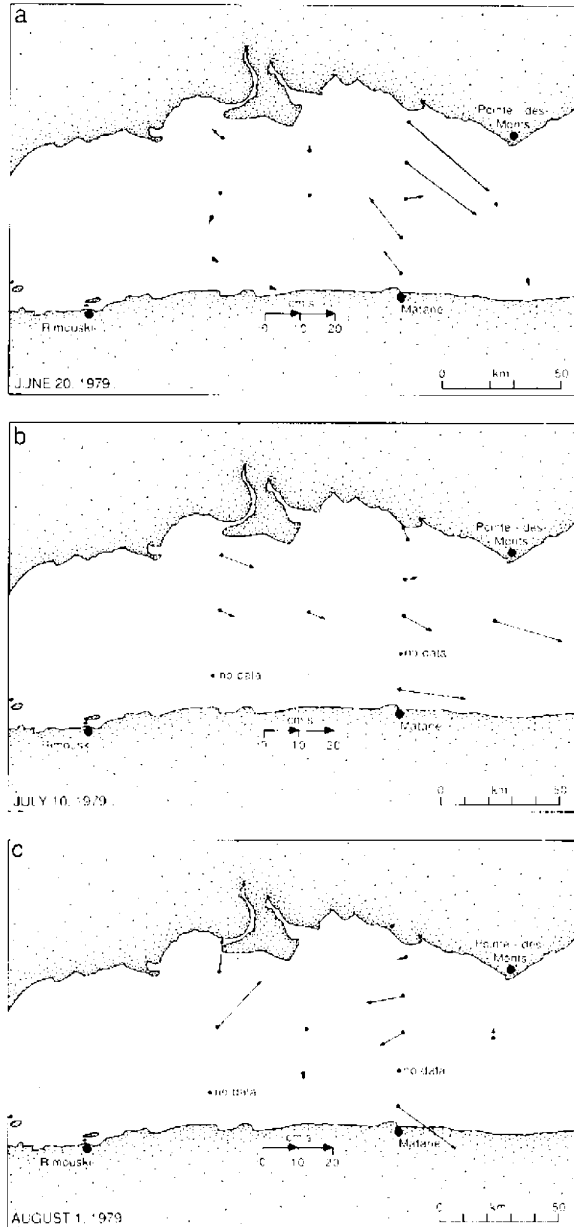 a
Pointe-des-
Monts
cm/s
Rimouski
0 10 20
Matane
0 km 50
JUNE 20, 1979
b
Pointe-des-
Monts
no data
no data
cm/s
Rimouski
0 10 20
Matane
0 km 50
JULY 10, 1979
c
Pointe-des-
Monts
no data
no data
cm/s
Rimouski
0 10 20
Matane
0 km 50
AUGUST 1, 1979